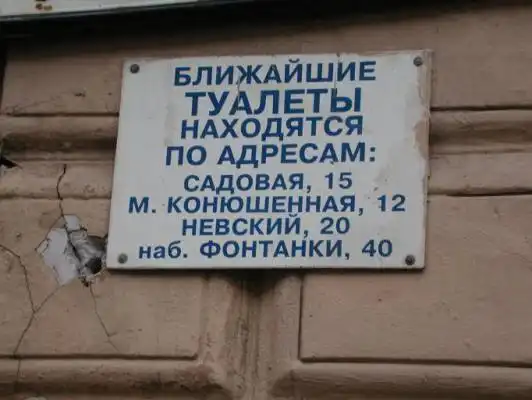 БЛИЖАЙШИЕ
ТУАЛЕТЫ
НАХОДЯТСЯ
ПО АДРЕСАМ:
САДОВАЯ, 15
М. КОНЮШЕННАЯ, 12
НЕВСКИЙ, 20
наб. ФОНТАНКИ, 40